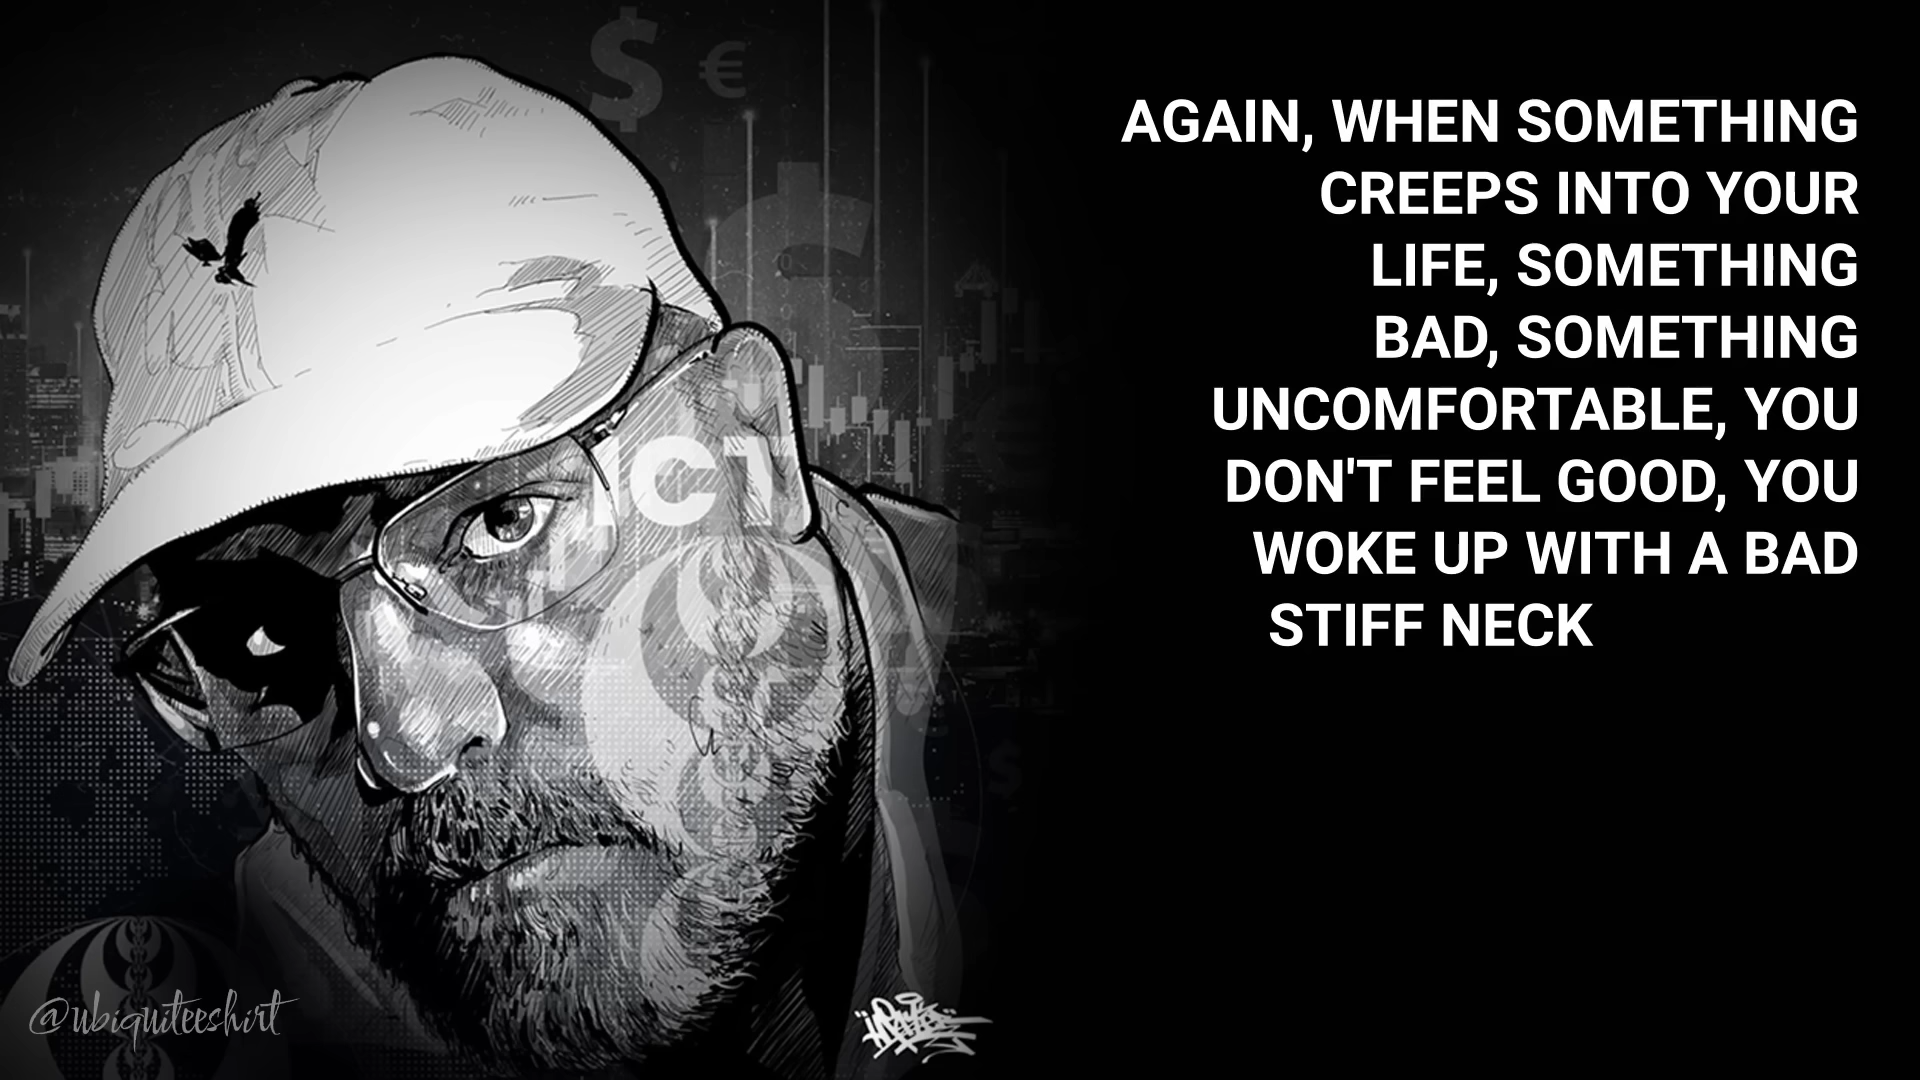 $ €
ICT
AGAIN, WHEN SOMETHING
CREEPS INTO YOUR
LIFE, SOMETHING
BAD, SOMETHING
UNCOMFORTABLE, YOU
DON'T FEEL GOOD, YOU
WOKE UP WITH A BAD
STIFF NECK
@ubiquiteeshirt